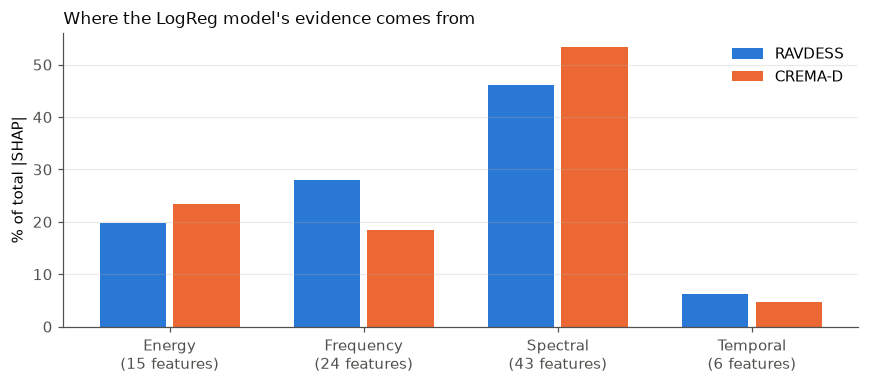 Where the LogReg model's evidence comes from
RAVDESS
CREMA-D
% of total |SHAP|
50
40
30
20
10
0
Energy
(15 features)
Frequency
(24 features)
Spectral
(43 features)
Temporal
(6 features)